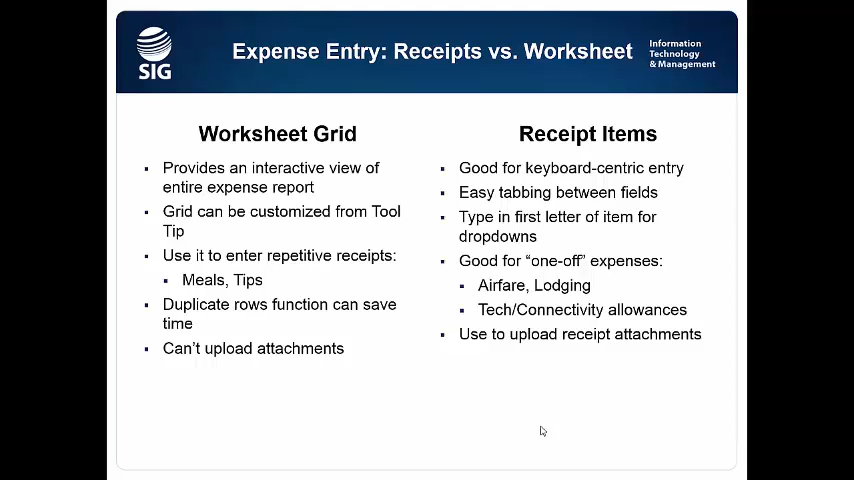 SIG
Expense Entry: Receipts vs. Worksheet
Information
Technology
& Management
Worksheet Grid
▪ Provides an interactive view of
entire expense report
▪ Grid can be customized from Tool
Tip
▪ Use it to enter repetitive receipts:
▪ Meals, Tips
▪ Duplicate rows function can save
time
▪ Can't upload attachments
Receipt Items
▪ Good for keyboard-centric entry
▪ Easy tabbing between fields
▪ Type in first letter of item for
dropdowns
▪ Good for “one-off” expenses:
▪ Airfare, Lodging
▪ Tech/Connectivity allowances
▪ Use to upload receipt attachments